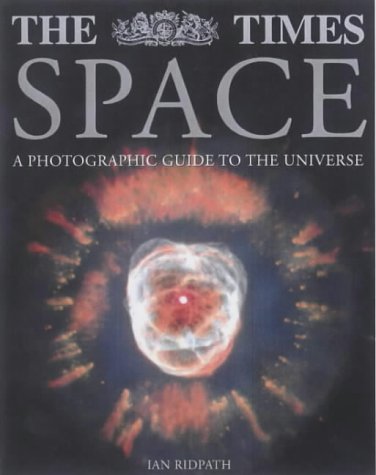 THE TIMES
SPACE
A PHOTOGRAPHIC GUIDE TO THE UNIVERSE
IAN RIDPATH